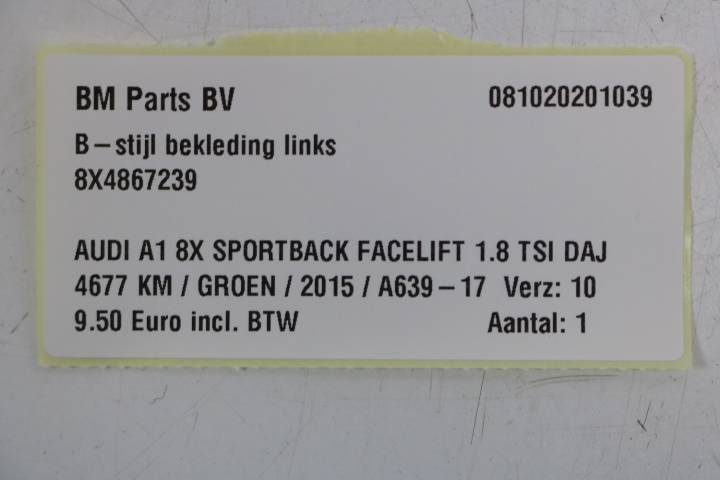 BM Parts BV 081020201039
B-stijl bekleding links
8X4867239
AUDI A1 8X SPORTBACK FACELIFT 1.8 TSI DAJ
4677 KM / GROEN / 2015 / A639-17 Verz: 10
9.50 Euro incl. BTW Aantal: 1